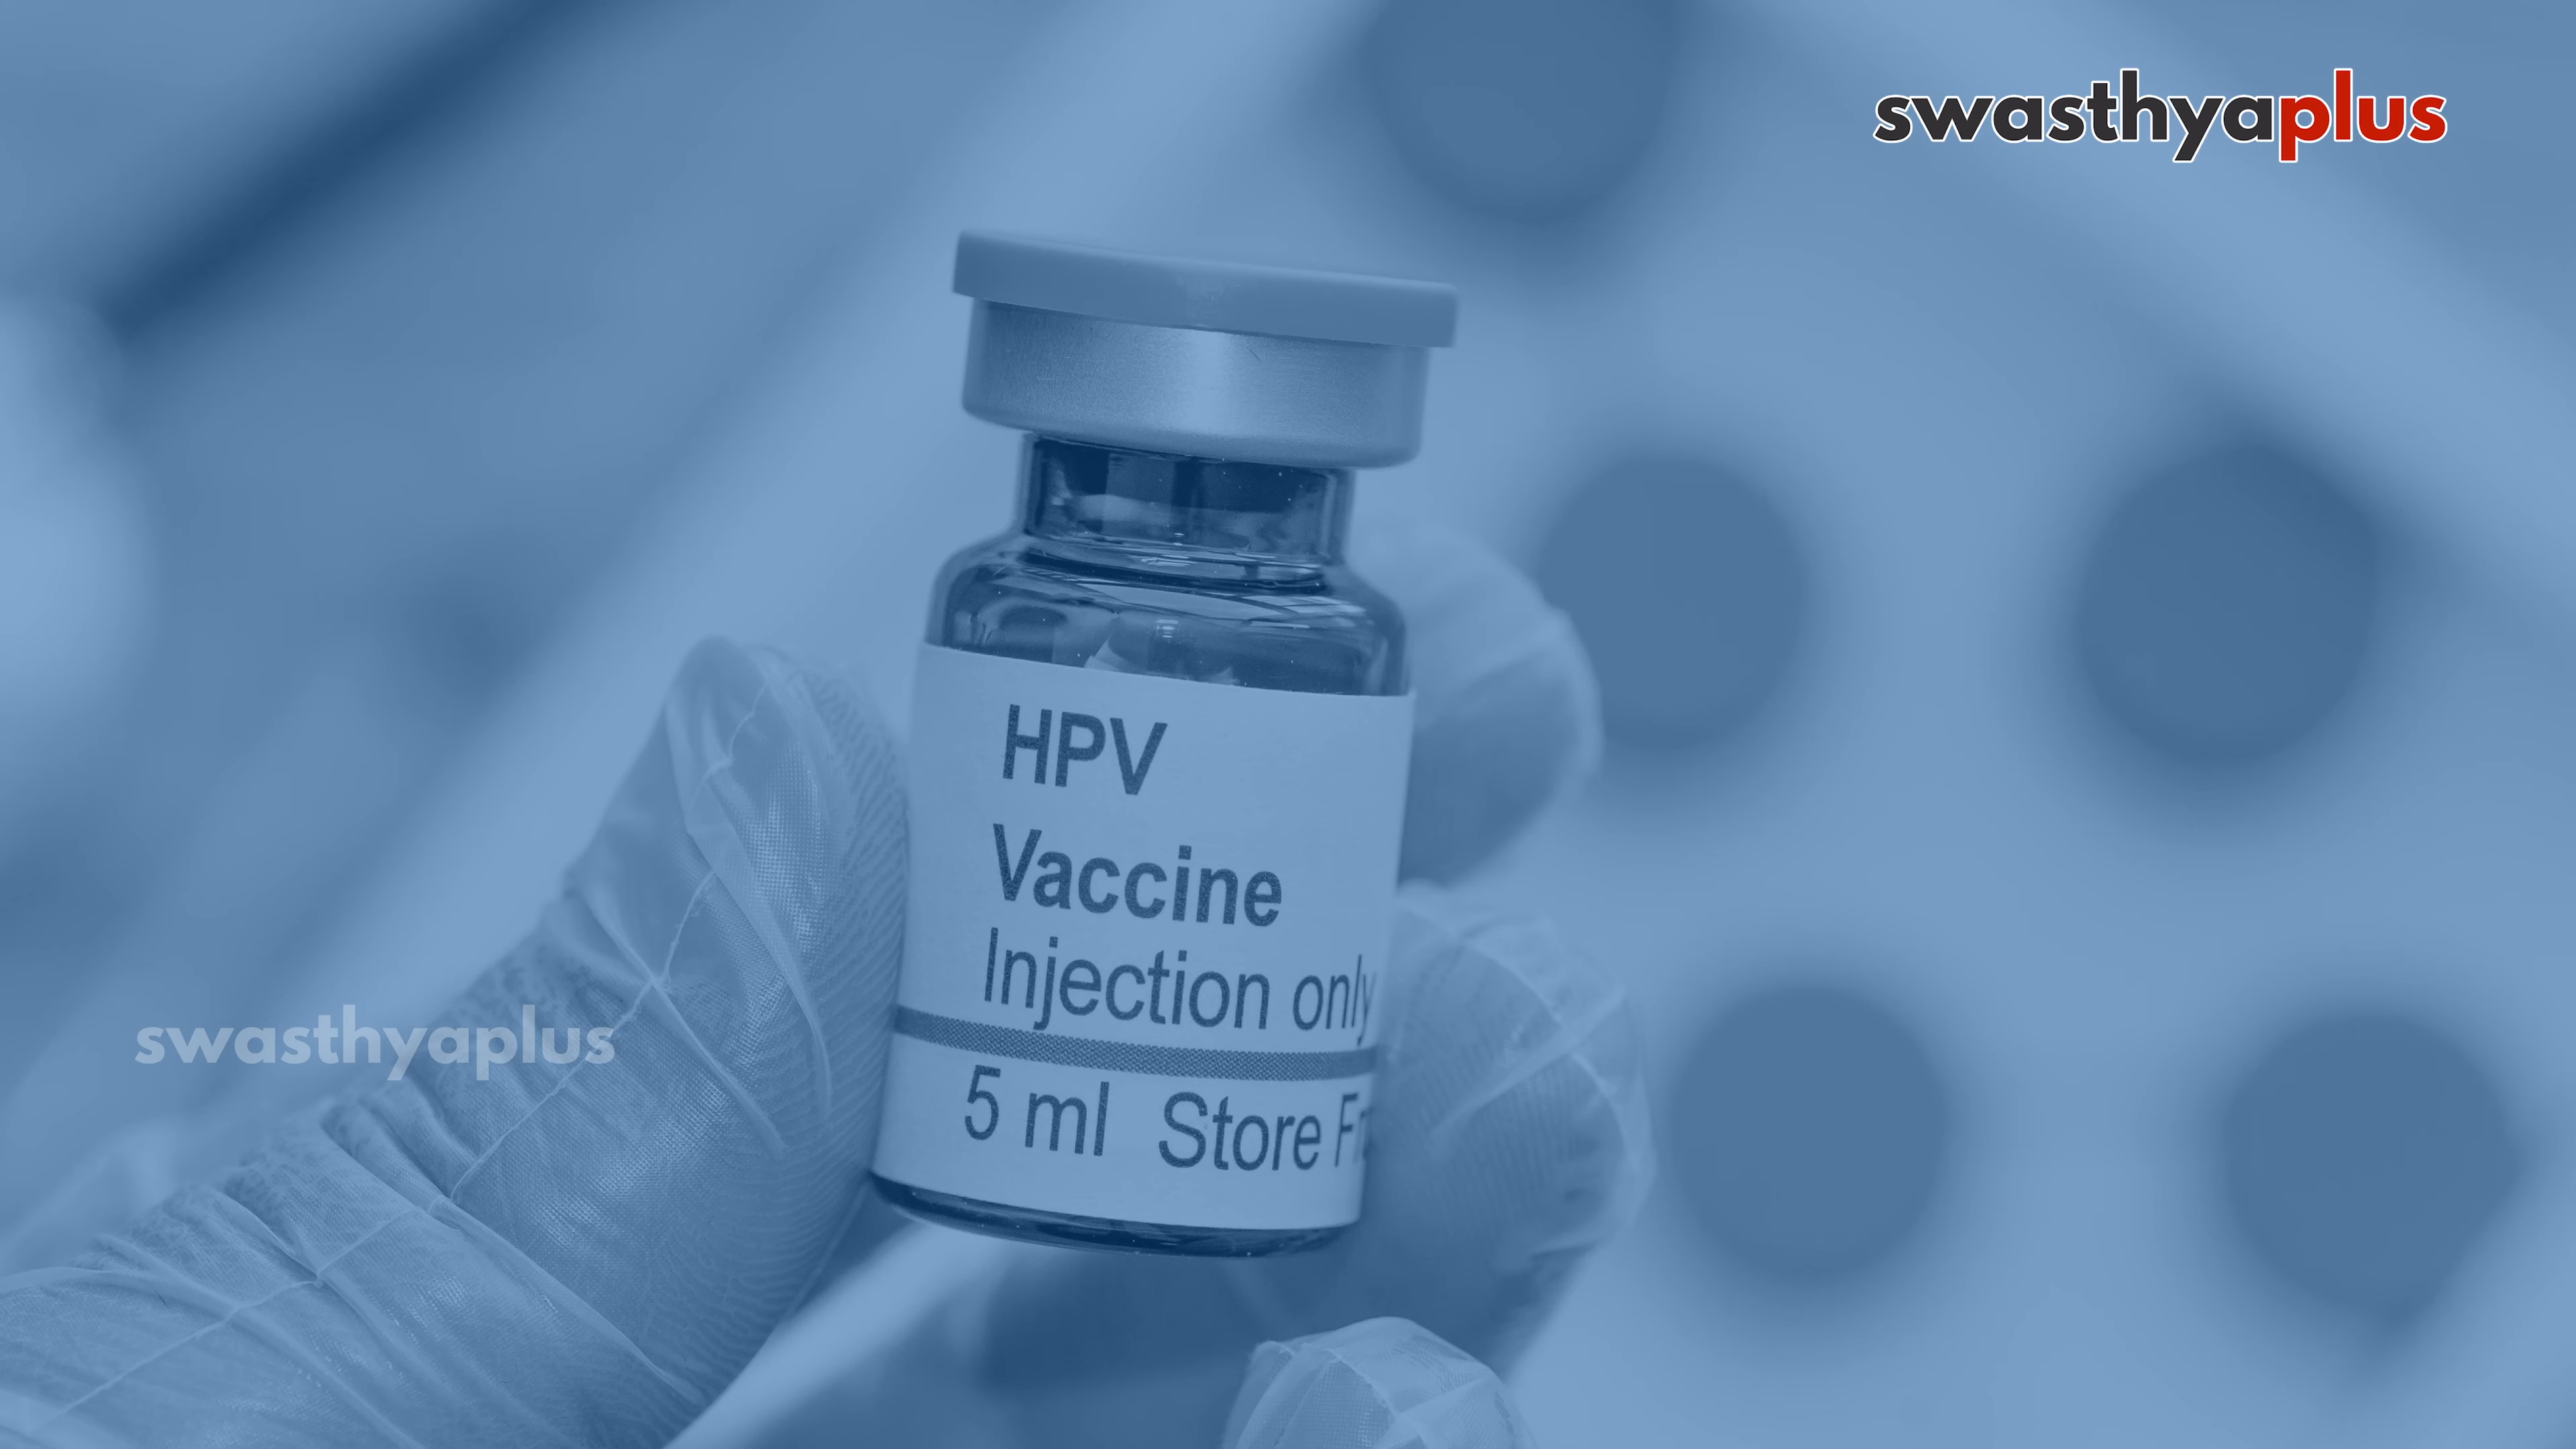 swasthyaplus
HPV
Vaccine
Injection only
5 ml Store
swasthyaplus